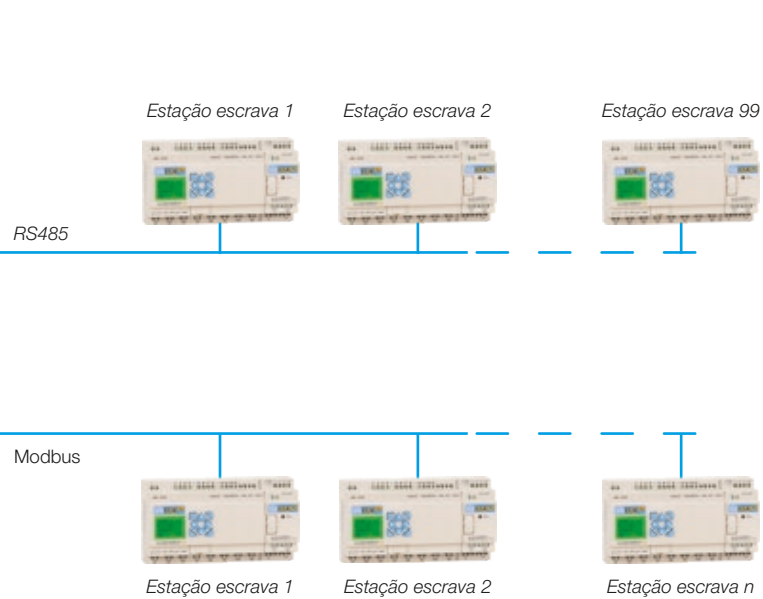 Estação escrava 1 Estação escrava 2 Estação escrava 99
RS485
Modbus
Estação escrava 1 Estação escrava 2 Estação escrava n